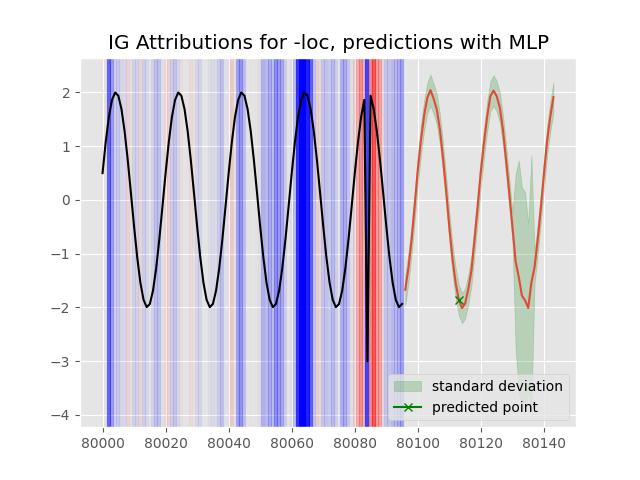 IG Attributions for -loc, predictions with MLP
2
1
0
−1
−2
−3
−4
standard deviation
predicted point
80000 80020 80040 80060 80080 80100 80120 80140